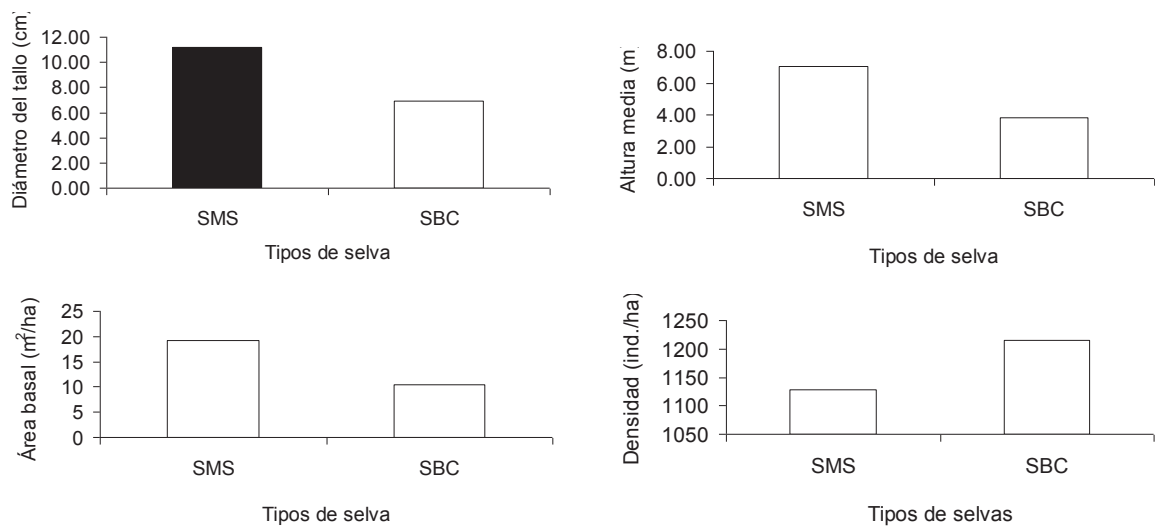 Diámetro del tallo (cm)
12.00
10.00
8.00
6.00
4.00
2.00
0.00
SMS
SBC
Tipos de selva
Altura media (m)
8.00
6.00
4.00
2.00
0.00
SMS
SBC
Tipos de selva
Área basal (m²/ha)
25
20
15
10
5
0
SMS
SBC
Tipos de selva
Densidad (ind./ha)
1250
1200
1150
1100
1050
SMS
SBC
Tipos de selvas